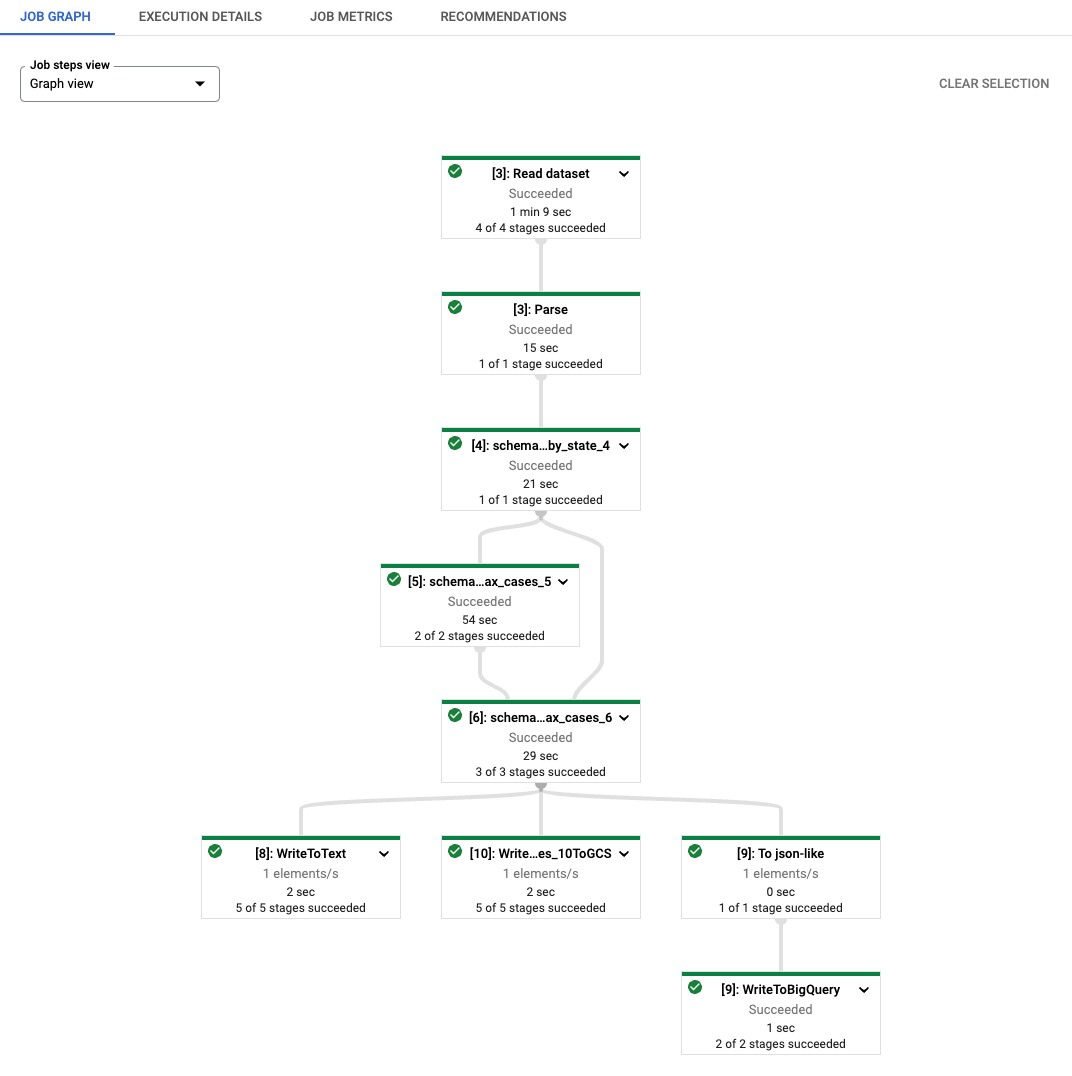 JOB GRAPH EXECUTION DETAILS JOB METRICS RECOMMENDATIONS
Job steps view
Graph view
CLEAR SELECTION
[3]: Read dataset
Succeeded
1 min 9 sec
4 of 4 stages succeeded
[3]: Parse
Succeeded
15 sec
1 of 1 stage succeeded
[4]: schema...by_state_4
Succeeded
21 sec
1 of 1 stage succeeded
[5]: schema...ax_cases_5
Succeeded
54 sec
2 of 2 stages succeeded
[6]: schema...ax_cases_6
Succeeded
29 sec
3 of 3 stages succeeded
[8]: WriteToText
1 elements/s
2 sec
5 of 5 stages succeeded
[10]: Write...es_10ToGCS
1 elements/s
2 sec
5 of 5 stages succeeded
[9]: To json-like
1 elements/s
0 sec
1 of 1 stage succeeded
[9]: WriteToBigQuery
Succeeded
1 sec
2 of 2 stages succeeded